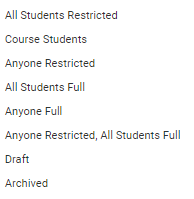 All Students Restricted
Course Students
Anyone Restricted
All Students Full
Anyone Full
Anyone Restricted, All Students Full
Draft
Archived